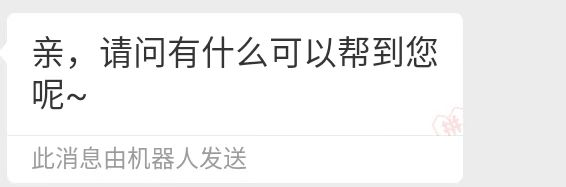 亲，请问有什么可以帮到您
呢~
此消息由机器人发送